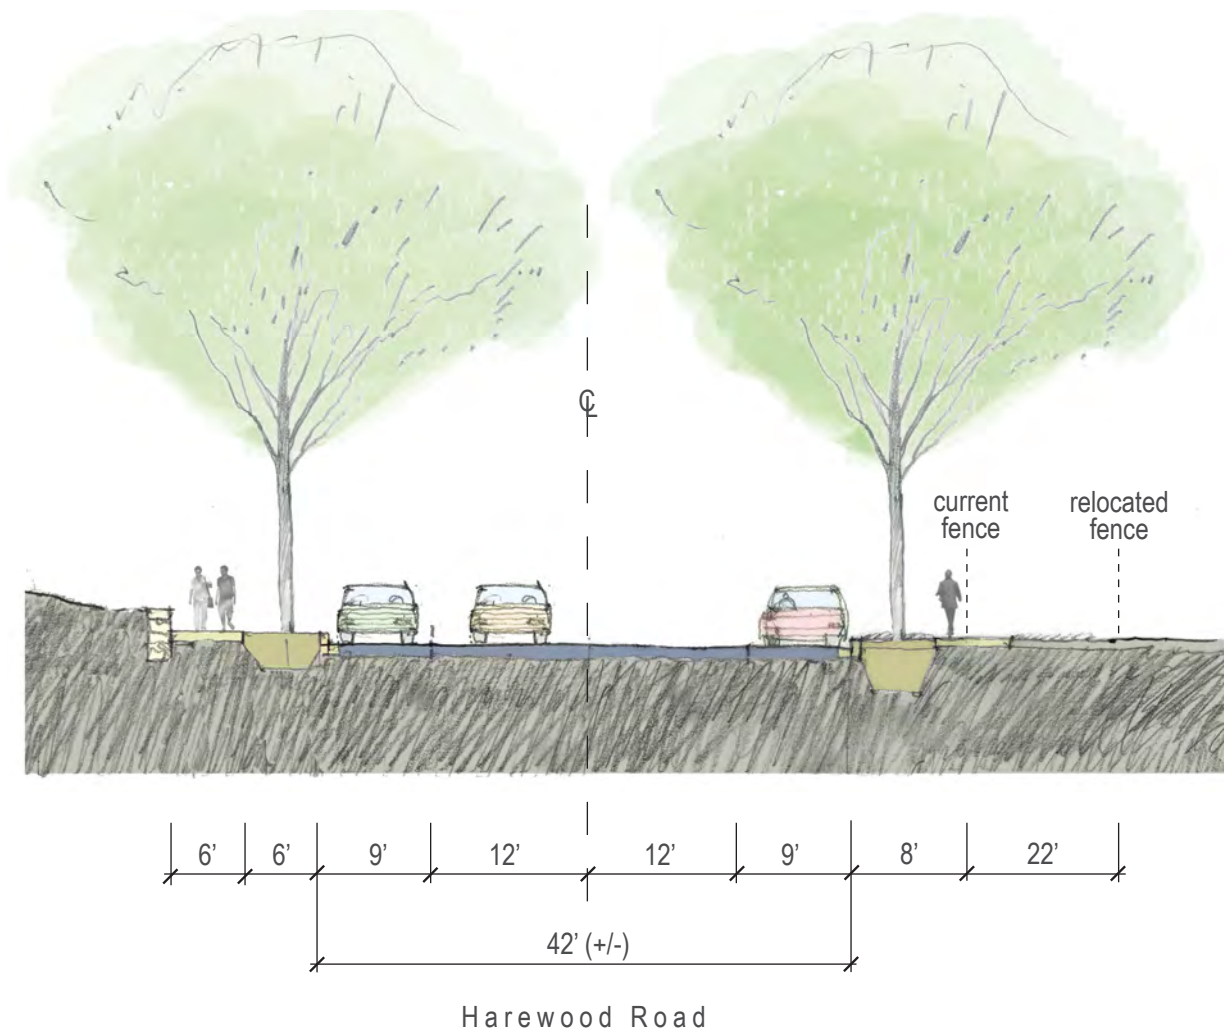 ℄
current
fence
relocated
fence
6’ 6’ 9’ 12’ 12’ 9’ 8’ 22’
42’ (+/-)
Harewood Road